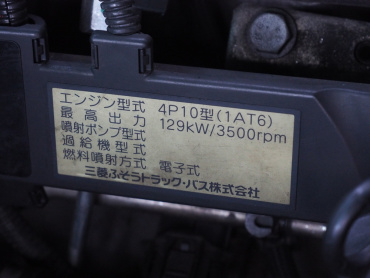 エンジン型式 4P10型(1AT6)
最高出力 129kW/3500rpm
噴射ポンプ型式
過給機型式
燃料噴射方式 電子式
三菱ふそうトラック・バス株式会社